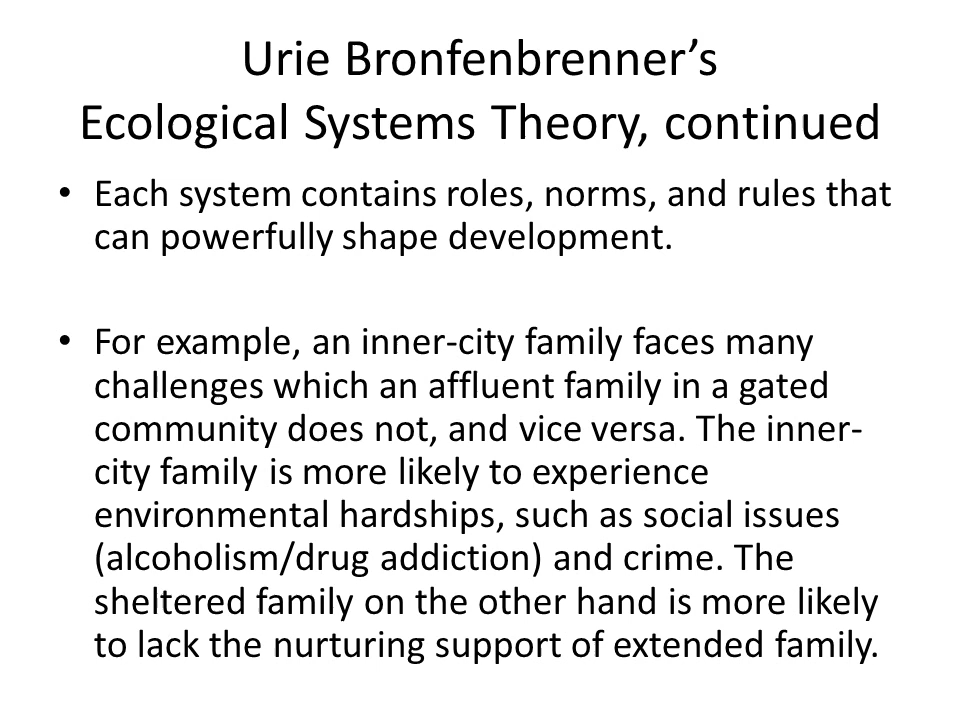 Urie Bronfenbrenner’s
Ecological Systems Theory, continued
• Each system contains roles, norms, and rules that
can powerfully shape development.
• For example, an inner-city family faces many
challenges which an affluent family in a gated
community does not, and vice versa. The inner-
city family is more likely to experience
environmental hardships, such as social issues
(alcoholism/drug addiction) and crime. The
sheltered family on the other hand is more likely
to lack the nurturing support of extended family.